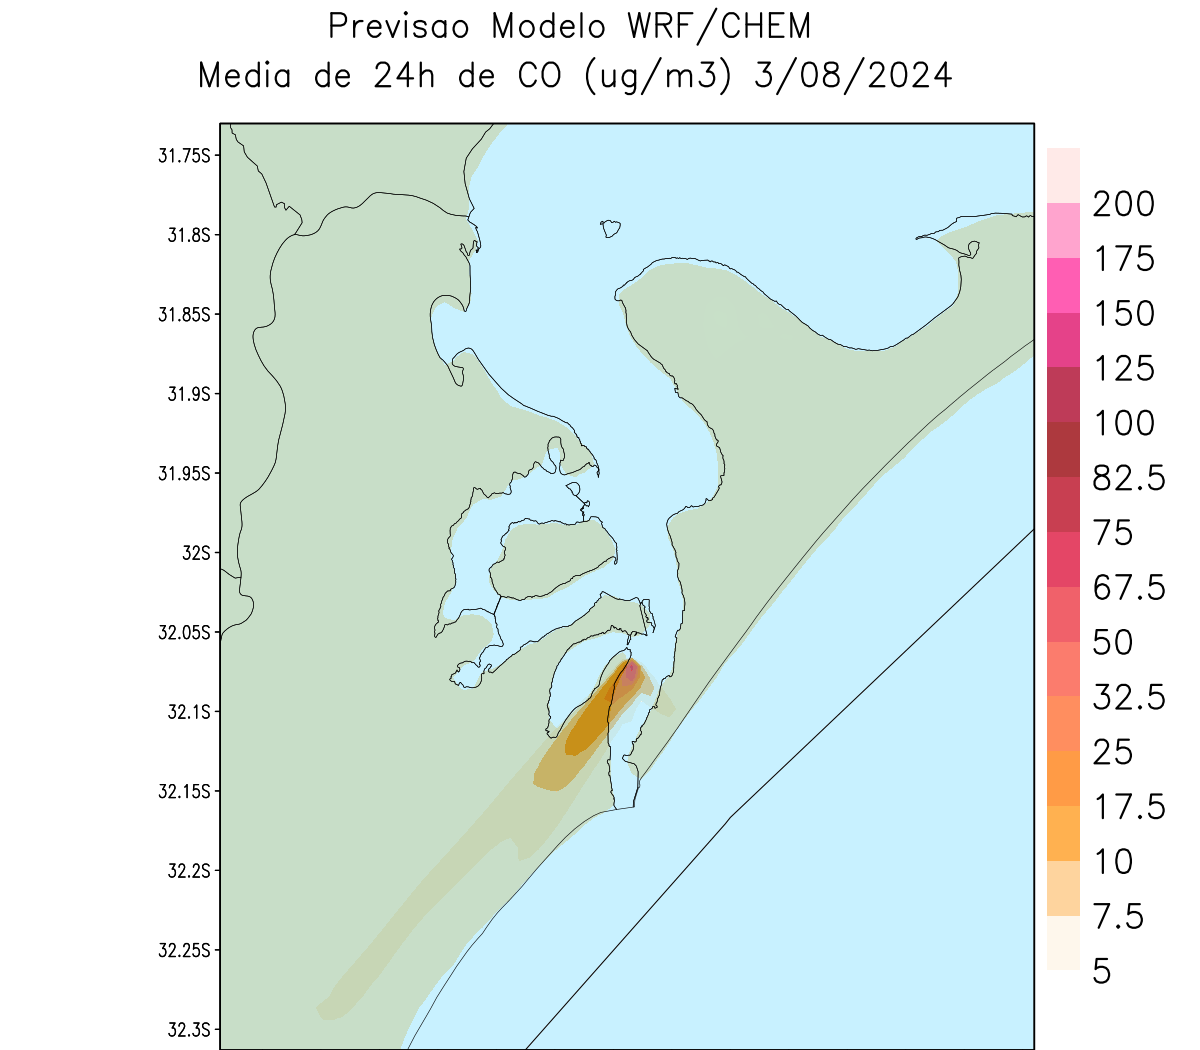 Previsao Modelo WRF/CHEM
Media de 24h de CO (ug/m3) 3/08/2024
31.75S
31.8S
31.85S
31.9S
31.95S
32S
32.05S
32.1S
32.15S
32.2S
32.25S
32.3S
200
175
150
125
100
82.5
75
67.5
50
32.5
25
17.5
10
7.5
5